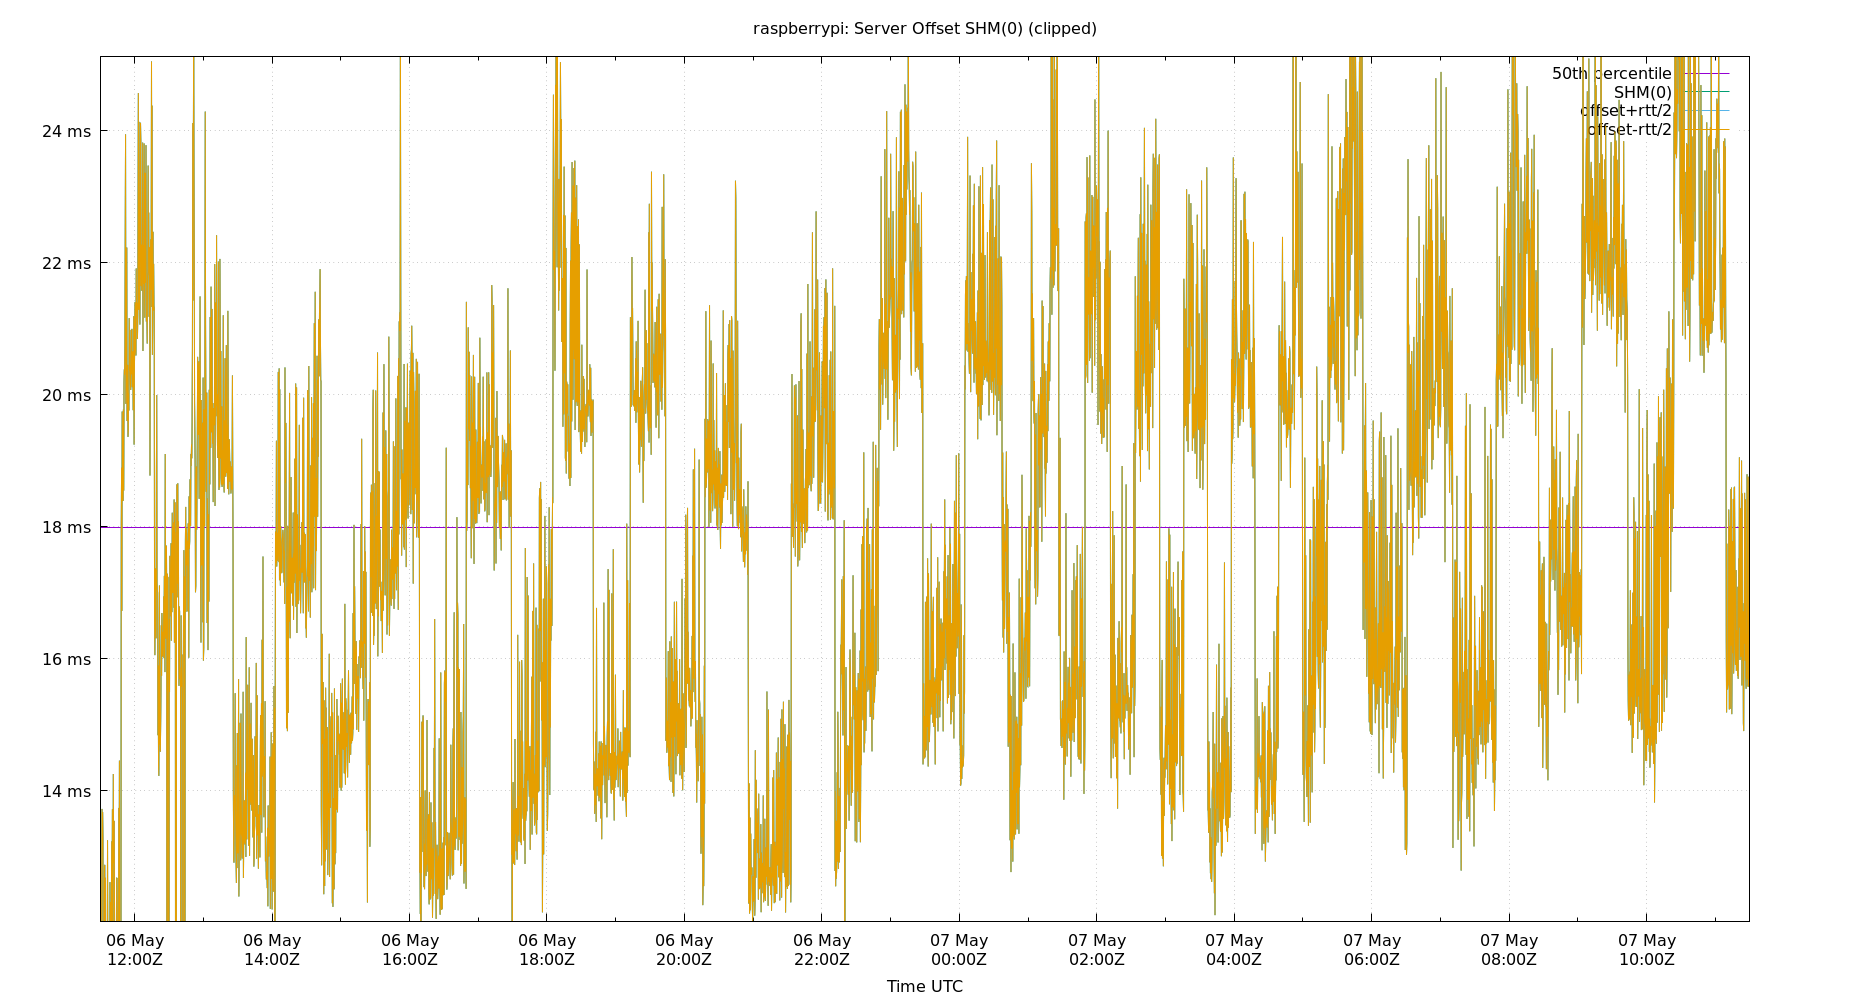 raspberrypi: Server Offset SHM(0) (clipped)
50th percentile
SHM(0)
offset+rtt/2
offset-rtt/2
24 ms
22 ms
20 ms
18 ms
16 ms
14 ms
06 May 06 May 06 May 06 May 06 May 06 May 07 May 07 May 07 May 07 May 07 May 07 May
12:00Z 14:00Z 16:00Z 18:00Z 20:00Z 22:00Z 00:00Z 02:00Z 04:00Z 06:00Z 08:00Z 10:00Z
Time UTC